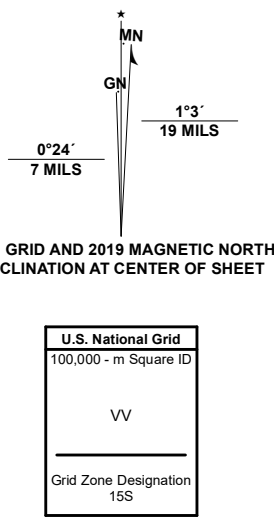 ★
MN
GN
1°3´
19 MILS
0°24´
7 MILS
GRID AND 2019 MAGNETIC NORTH
CLINATION AT CENTER OF SHEET
U.S. National Grid
100,000 - m Square ID
VV
Grid Zone Designation
15S